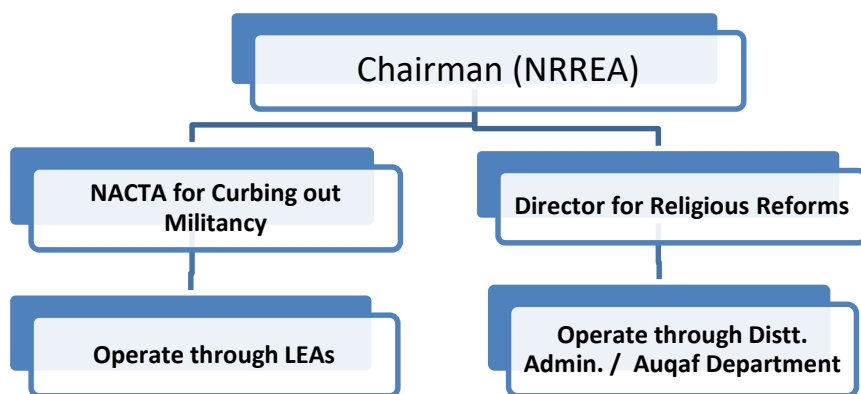 Chairman (NRREA)
NACTA for Curbing out
Militancy
Director for Religious Reforms
Operate through LEAs
Operate through Distt.
Admin. / Auqaf Department